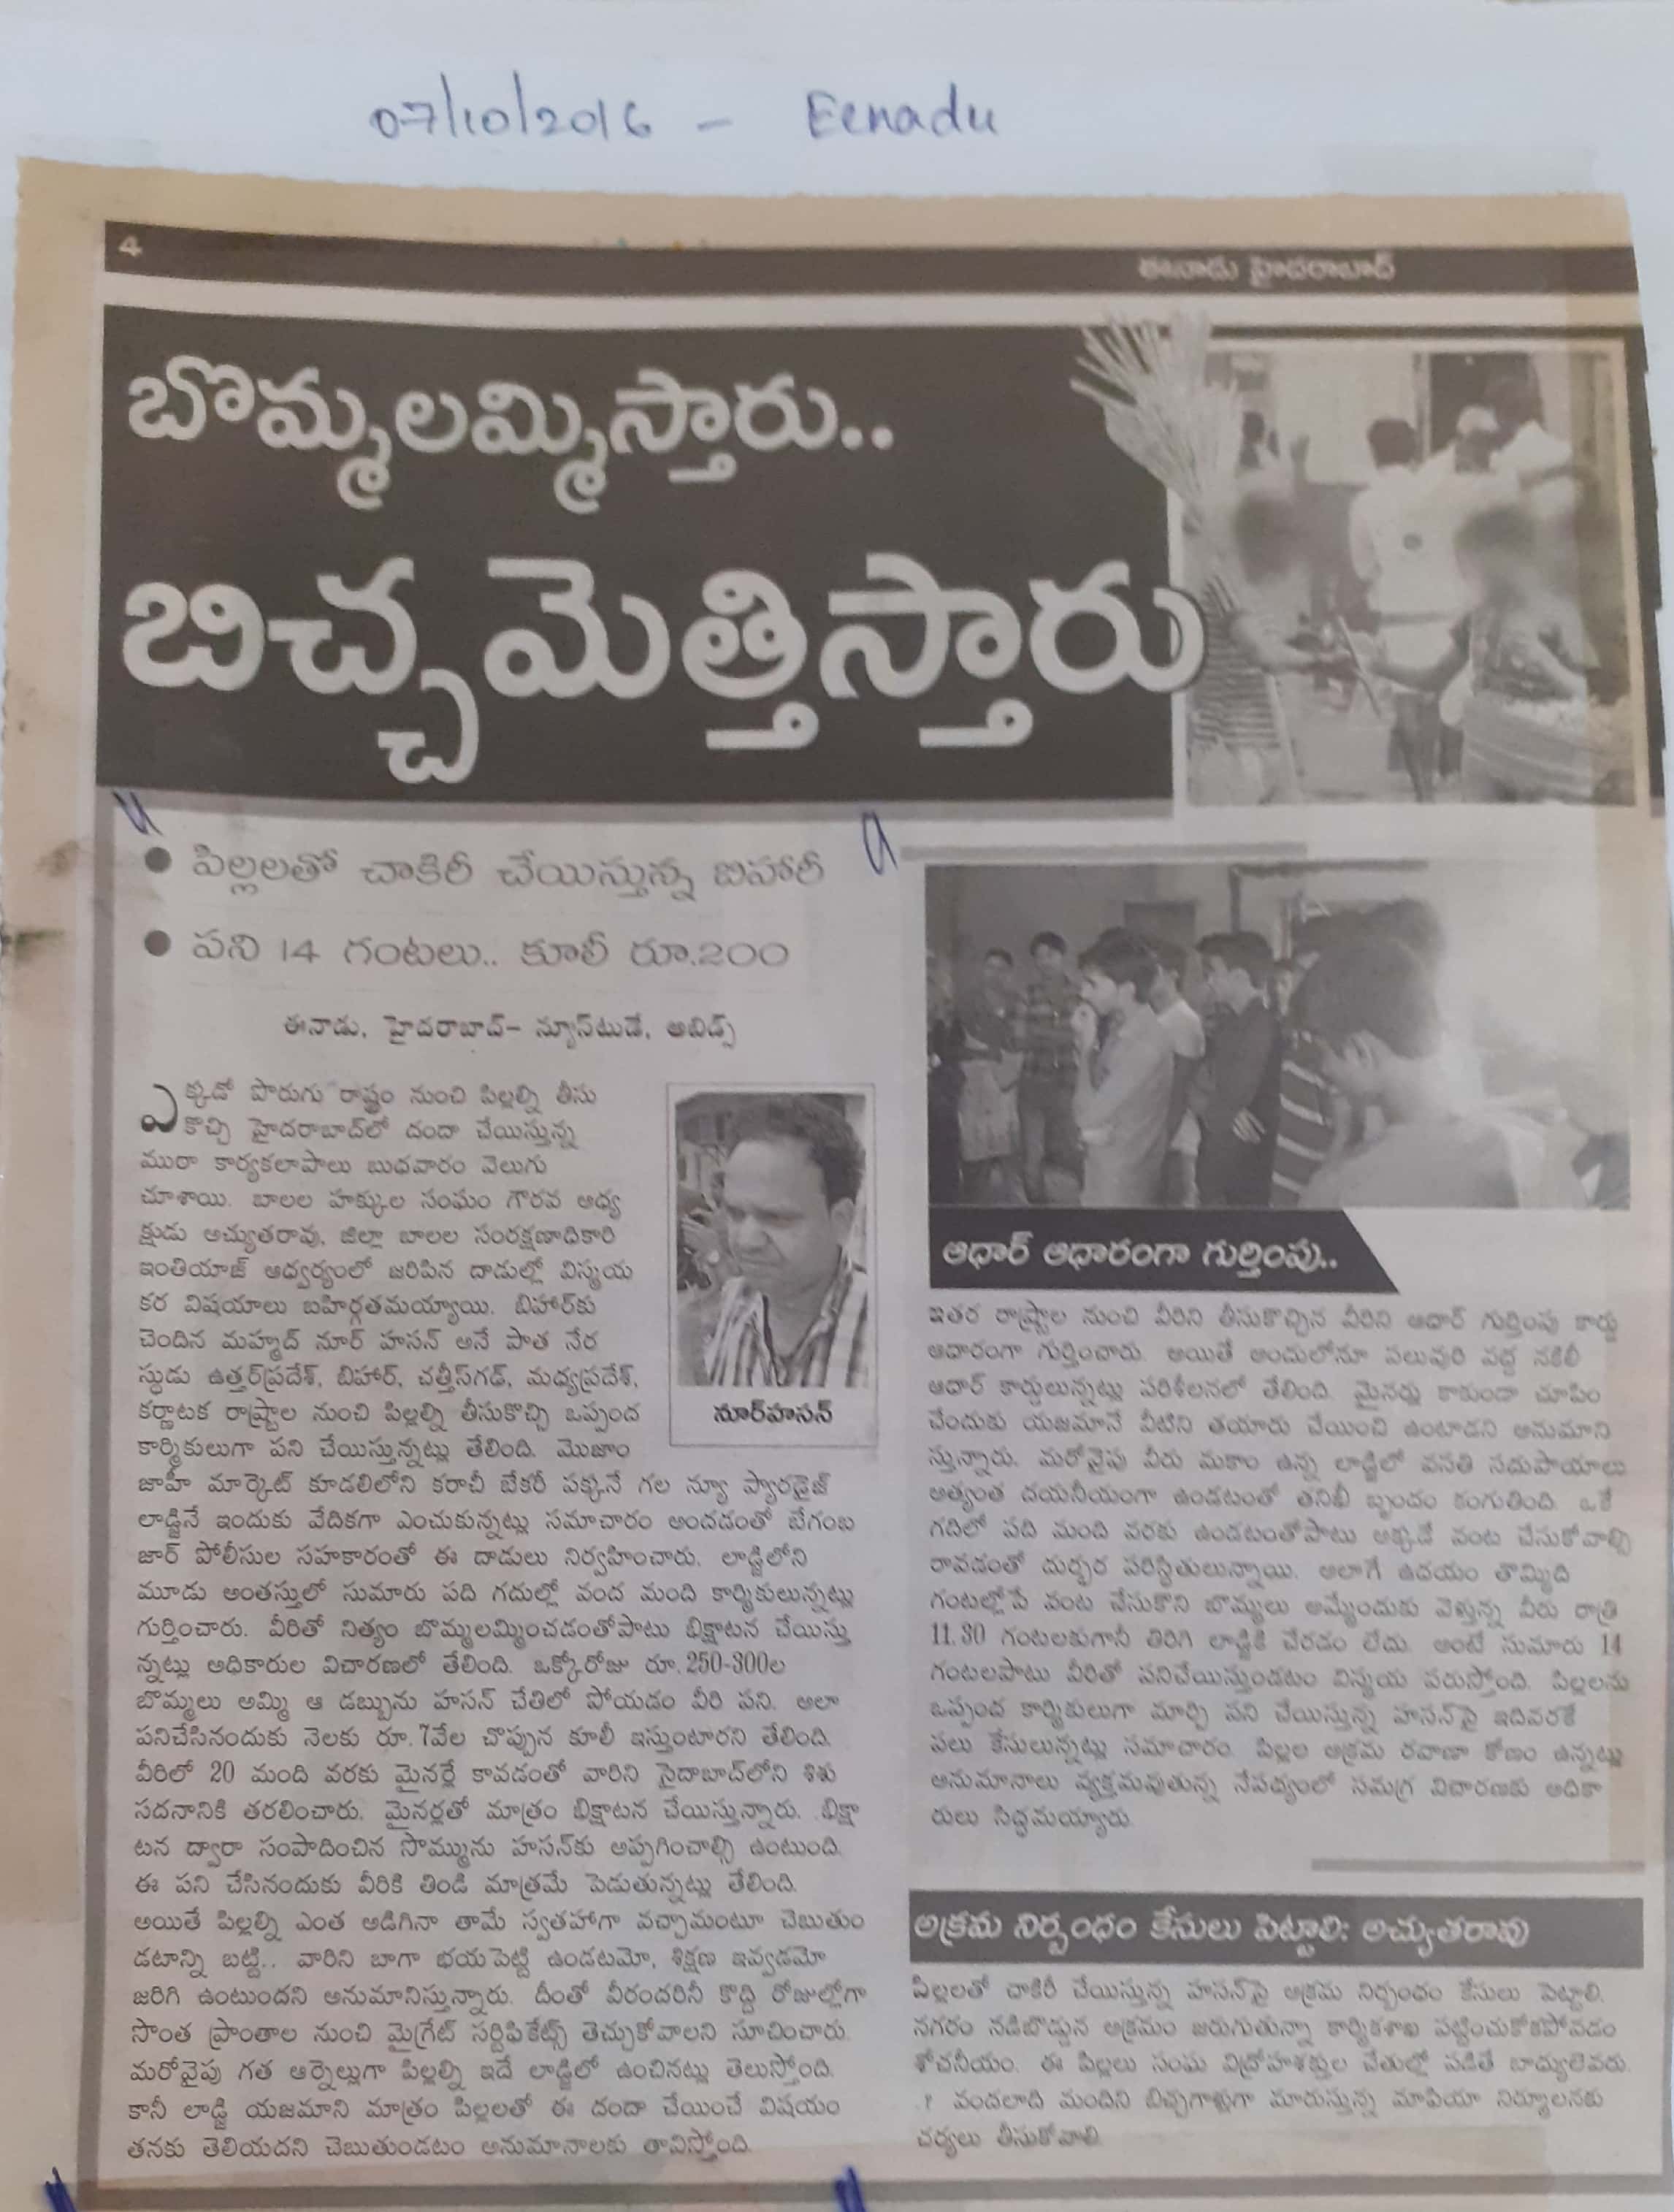 07/10/2016 - Eenadu
4
ఈనాడు హైదరాబాద్
బొమ్మలమ్మిస్తారు..
బిచ్చమెత్తిస్తారు
● పిల్లలతో చాకిరీ చేయిస్తున్న బిహారీ
● పని 14 గంటలు.. కూలీ రూ.200
ఈనాడు, హైదరాబాద్- న్యూస్‌టుడే, అబిడ్స్
ఎక్కడో పొరుగు రాష్ట్రం నుంచి పిల్లల్ని తీసు
కొచ్చి హైదరాబాద్‌లో దందా చేయిస్తున్న
ముఠా కార్యకలాపాలు బుధవారం వెలుగు
చూశాయి. బాలల హక్కుల సంఘం గౌరవ అధ్య
క్షుడు అచ్యుతరావు, జిల్లా బాలల సంరక్షణాధికారి
ఇంతియాజ్ ఆధ్వర్యంలో జరిపిన దాడుల్లో విస్మయ
కర విషయాలు బహిర్గతమయ్యాయి. బిహార్‌కు
చెందిన మహ్మద్ నూర్ హసన్ అనే పాత నేర
స్థుడు ఉత్తర్‌ప్రదేశ్, బిహార్, చత్తీస్‌గఢ్, మధ్యప్రదేశ్,
కర్ణాటక రాష్ట్రాల నుంచి పిల్లల్ని తీసుకొచ్చి ఒప్పంద
కార్మికులుగా పని చేయిస్తున్నట్లు తేలింది. మొజాం
జాహీ మార్కెట్ కూడలిలోని కరాచీ బేకరీ పక్కనే గల న్యూ ప్యారడైజ్
లాడ్జినే ఇందుకు వేదికగా ఎంచుకున్నట్లు సమాచారం అందడంతో బేగంబ
జార్ పోలీసుల సహకారంతో ఈ దాడులు నిర్వహించారు. లాడ్జిలోని
మూడు అంతస్తులో సుమారు పది గదుల్లో వంద మంది కార్మికులున్నట్లు
గుర్తించారు. వీరితో నిత్యం బొమ్మలమ్మించడంతోపాటు భిక్షాటన చేయిస్తు
న్నట్లు అధికారుల విచారణలో తేలింది. ఒక్కోరోజు రూ.250-300ల
బొమ్మలు అమ్మి ఆ డబ్బును హసన్ చేతిలో పోయడం వీరి పని. అలా
పనిచేసినందుకు నెలకు రూ.7వేల చొప్పున కూలీ ఇస్తుంటారని తేలింది.
వీరిలో 20 మంది వరకు మైనర్లే కావడంతో వారిని సైదాబాద్‌లోని శిశు
సదనానికి తరలించారు. మైనర్లతో మాత్రం భిక్షాటన చేయిస్తున్నారు. భిక్షా
టన ద్వారా సంపాదించిన సొమ్మును హసన్‌కు అప్పగించాల్సి ఉంటుంది.
ఈ పని చేసినందుకు వీరికి తిండి మాత్రమే పెడుతున్నట్లు తేలింది.
అయితే పిల్లల్ని ఎంత అడిగినా తామే స్వతహాగా వచ్చామంటూ చెబుతుం
డటాన్ని బట్టి.. వారిని బాగా భయపెట్టి ఉండటమో, శిక్షణ ఇవ్వడమో
జరిగి ఉంటుందని అనుమానిస్తున్నారు. దీంతో వీరందరినీ కొద్ది రోజుల్లోగా
సొంత ప్రాంతాల నుంచి మైగ్రేట్ సర్టిఫికేట్స్ తెచ్చుకోవాలని సూచించారు.
మరోవైపు గత ఆర్నెల్లుగా పిల్లల్ని ఇదే లాడ్జిలో ఉంచినట్లు తెలుస్తోంది.
కానీ లాడ్జి యజమాని మాత్రం పిల్లలతో ఈ దందా చేయించే విషయం
తనకు తెలియదని చెబుతుండటం అనుమానాలకు తావిస్తోంది.
నూర్‌హసన్
ఆధార్ ఆధారంగా గుర్తింపు..
ఇతర రాష్ట్రాల నుంచి వీరిని తీసుకొచ్చిన వీరిని ఆధార్ గుర్తింపు కార్డు
ఆధారంగా గుర్తించారు. అయితే అందులోనూ పలువురి వద్ద నకిలీ
ఆధార్ కార్డులున్నట్లు పరిశీలనలో తేలింది. మైనర్లు కాకుండా చూపిం
చేందుకు యజమానే వీటిని తయారు చేయించి ఉంటాడని అనుమాని
స్తున్నారు. మరోవైపు వీరు మకాం ఉన్న లాడ్జిలో వసతి సదుపాయాలు
అత్యంత దయనీయంగా ఉండటంతో తనిఖీ బృందం కంగుతింది. ఒకే
గదిలో పది మంది వరకు ఉండటంతోపాటు అక్కడే వంట చేసుకోవాల్సి
రావడంతో దుర్భర పరిస్థితులున్నాయి. అలాగే ఉదయం తొమ్మిది
గంటల్లోపే వంట చేసుకొని బొమ్మలు అమ్మేందుకు వెళ్తున్న వీరు రాత్రి
11.30 గంటలకుగానీ తిరిగి లాడ్జికి చేరడం లేదు. అంటే సుమారు 14
గంటలపాటు వీరితో పనిచేయిస్తుండటం విస్మయ పరుస్తోంది. పిల్లలను
ఒప్పంద కార్మికులుగా మార్చి పని చేయిస్తున్న హసన్‌పై ఇదివరకే
పలు కేసులున్నట్లు సమాచారం. పిల్లల అక్రమ రవాణా కోణం ఉన్నట్లు
అనుమానాలు వ్యక్తమవుతున్న నేపథ్యంలో సమగ్ర విచారణకు అధికా
రులు సిద్ధమయ్యారు.
అక్రమ నిర్బంధం కేసులు పెట్టాలి: అచ్యుతరావు
పిల్లలతో చాకిరీ చేయిస్తున్న హసన్‌పై అక్రమ నిర్బంధం కేసులు పెట్టాలి.
నగరం నడిబొడ్డున అక్రమం జరుగుతున్నా కార్మికశాఖ పట్టించుకోకపోవడం
శోచనీయం. ఈ పిల్లలు సంఘ విద్రోహశక్తుల చేతుల్లో పడితే బాధ్యులెవరు.
వందలాది మందిని బిచ్చగాళ్లుగా మారుస్తున్న మాఫియా నిర్మూలనకు
చర్యలు తీసుకోవాలి.